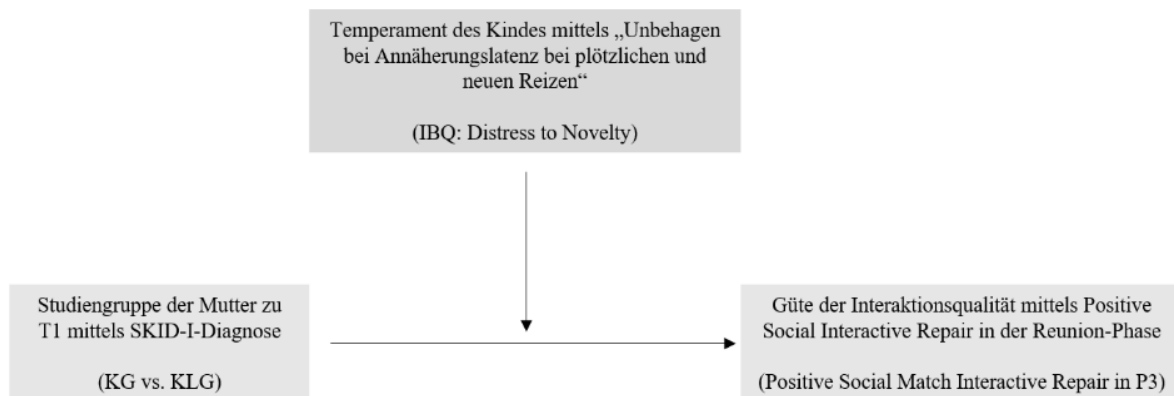 Temperament des Kindes mittels „Unbehagen
bei Annäherungslatenz bei plötzlichen und
neuen Reizen“
(IBQ: Distress to Novelty)
Studiengruppe der Mutter zu
T1 mittels SKID-I-Diagnose
(KG vs. KLG)
Güte der Interaktionsqualität mittels Positive
Social Interactive Repair in der Reunion-Phase
(Positive Social Match Interactive Repair in P3)